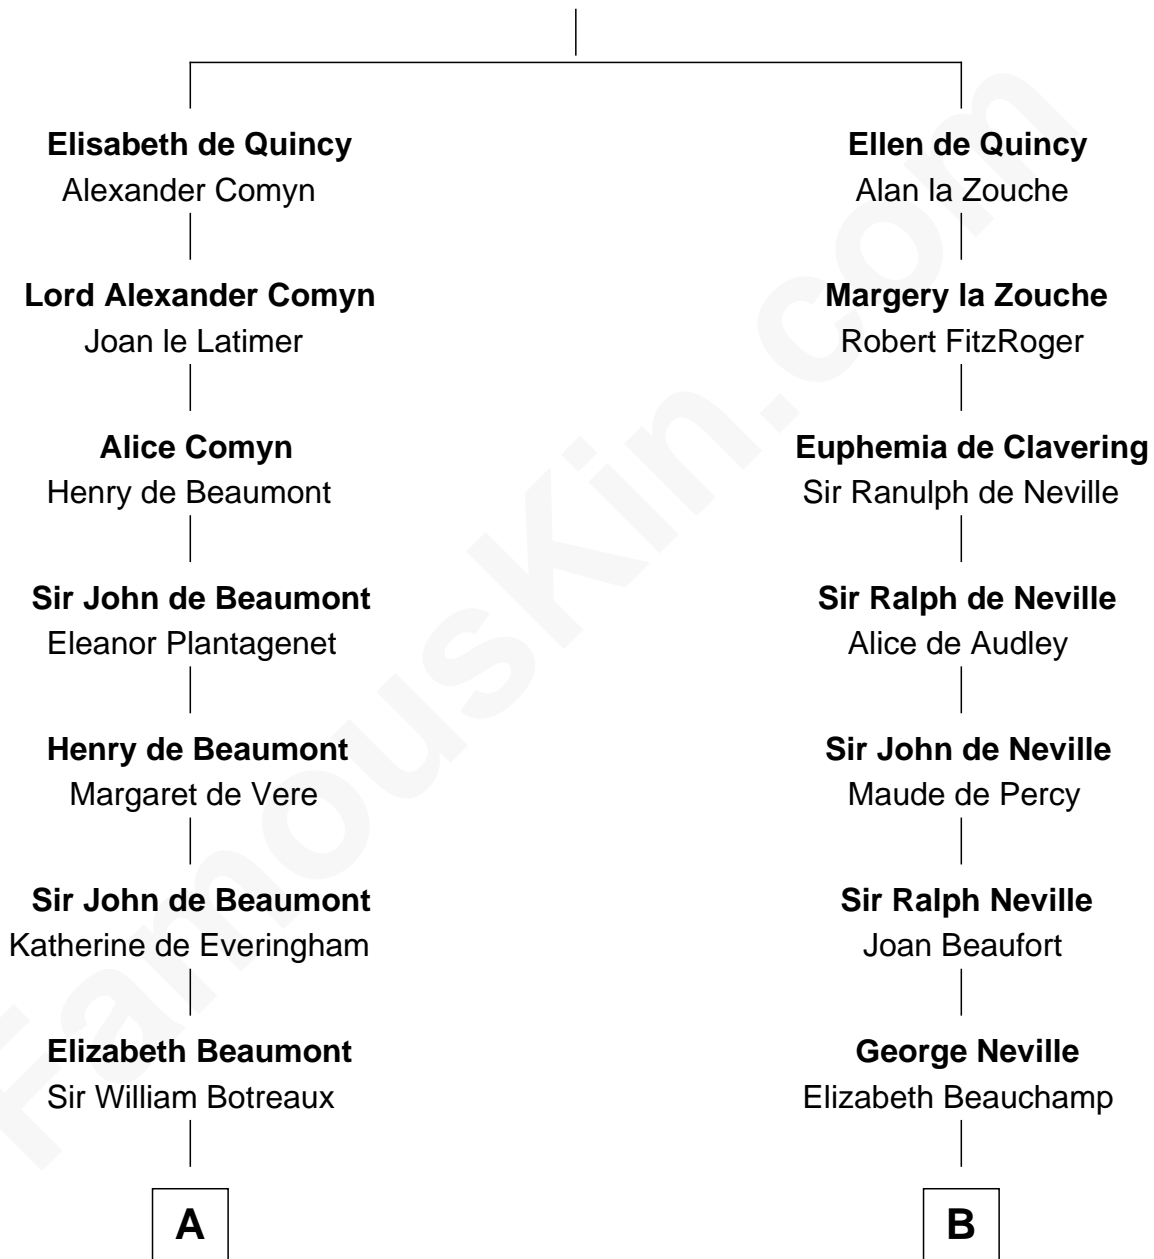 Elisabeth de Quincy
Alexander Comyn
Lord Alexander Comyn
Joan le Latimer
Alice Comyn
Henry de Beaumont
Sir John de Beaumont
Eleanor Plantagenet
Henry de Beaumont
Margaret de Vere
Sir John de Beaumont
Katherine de Everingham
Elizabeth Beaumont
Sir William Botreaux
A
Ellen de Quincy
Alan la Zouche
Margery la Zouche
Robert FitzRoger
Euphemia de Clavering
Sir Ranulph de Neville
Sir Ralph de Neville
Alice de Audley
Sir John de Neville
Maude de Percy
Sir Ralph Neville
Joan Beaufort
George Neville
Elizabeth Beauchamp
B
FamousKin.com